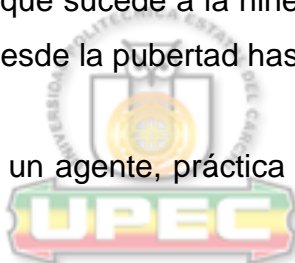 que sucede a la niñe
esde la pubertad has
un agente, práctica
UPEC